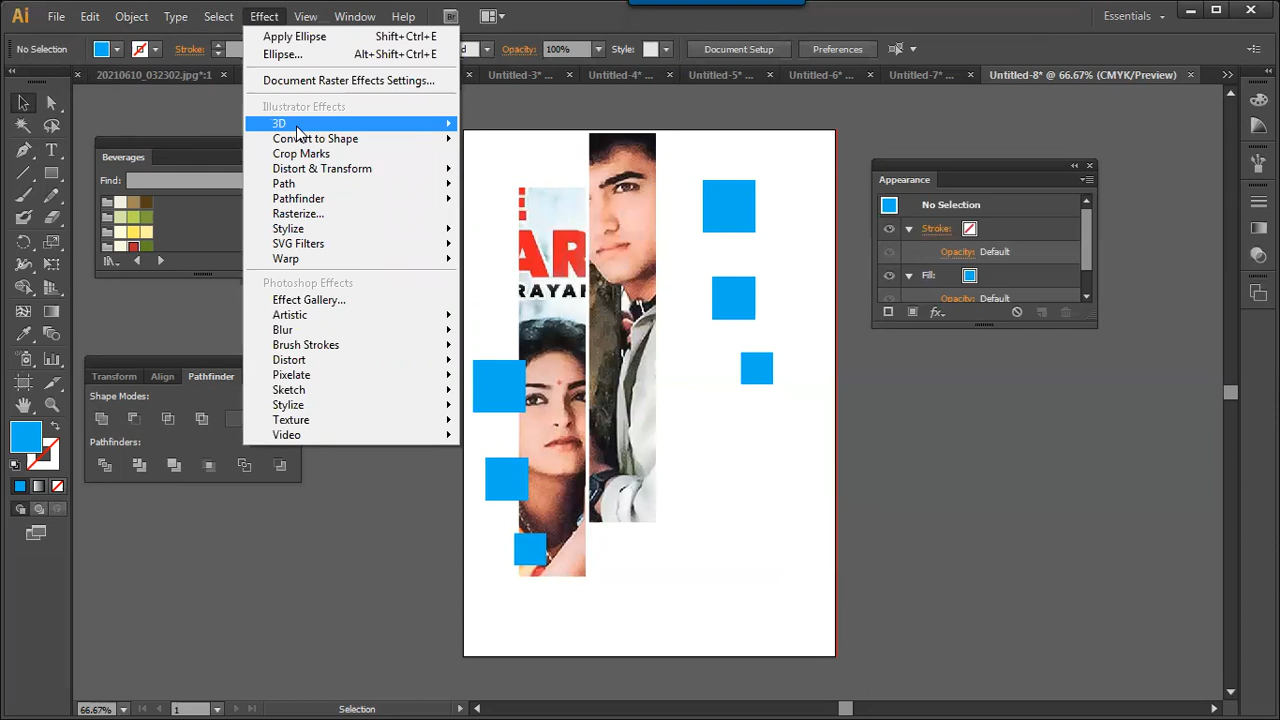 Ai File Edit Object Type Select Effect View Window Help Br Essentials
No Selection Stroke: Opacity: 100% Style: Document Setup Preferences
20210610_032302.jpg*:1 Untitled-3* Untitled-4* Untitled-5* Untitled-6* Untitled-7* Untitled-8* @ 66.67% (CMYK/Preview)
Apply Ellipse Shift+Ctrl+E
Ellipse... Alt+Shift+Ctrl+E
Document Raster Effects Settings...
Illustrator Effects
3D
Convert to Shape
Crop Marks
Distort & Transform
Path
Pathfinder
Rasterize...
Stylize
SVG Filters
Warp
Photoshop Effects
Effect Gallery...
Artistic
Blur
Brush Strokes
Distort
Pixelate
Sketch
Stylize
Texture
Video
Beverages
Find:
Transform Align Pathfinder
Shape Modes:
Pathfinders:
AR
RAYAN
Appearance
No Selection
Stroke:
Opacity: Default
Fill:
Opacity: Default
fx
66.67% 1 Selection